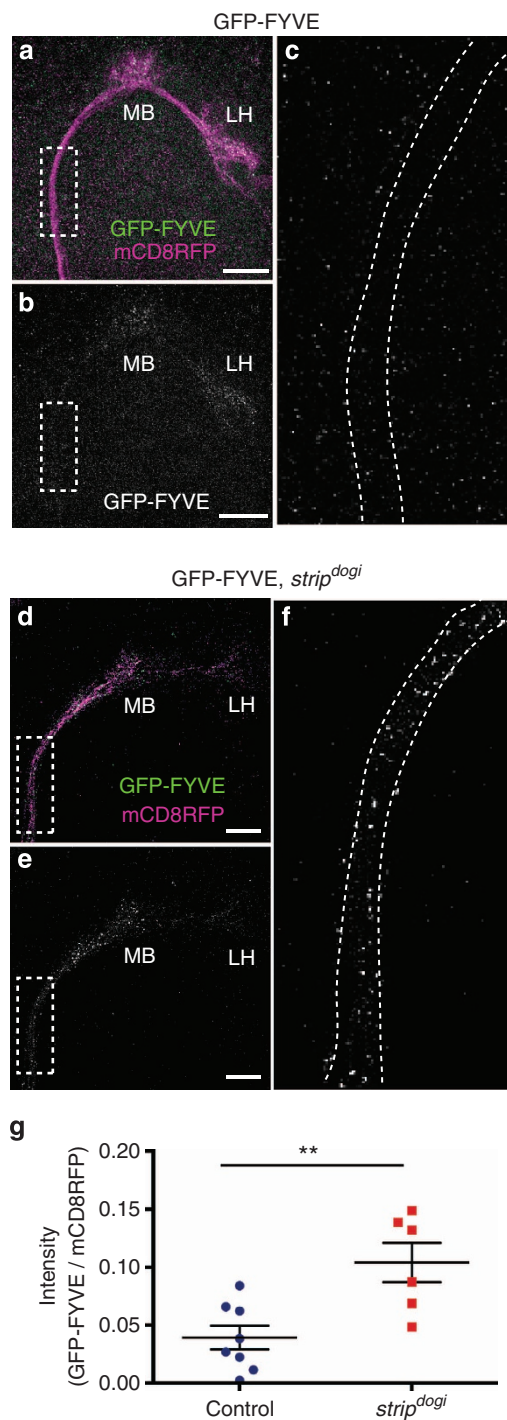 GFP-FYVE
a
MB
LH
GFP-FYVE
mCD8RFP
b
MB
LH
GFP-FYVE
c
GFP-FYVE, strip^dogi
d
MB
LH
GFP-FYVE
mCD8RFP
e
MB
LH
f
g
Intensity
(GFP-FYVE / mCD8RFP)
0.20
0.15
0.10
0.05
0.00
**
Control
strip^dogi